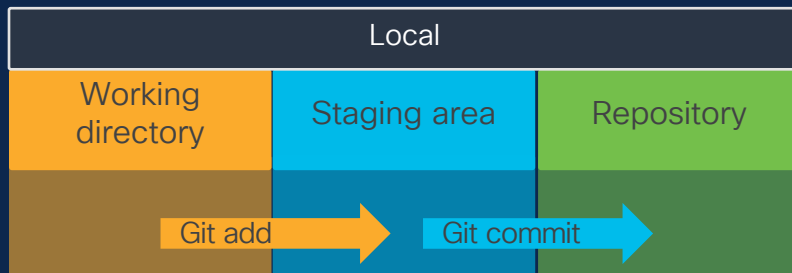 Local
Working
directory
Staging area
Repository
Git add
Git commit